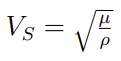 V_S = √(μ/ρ)